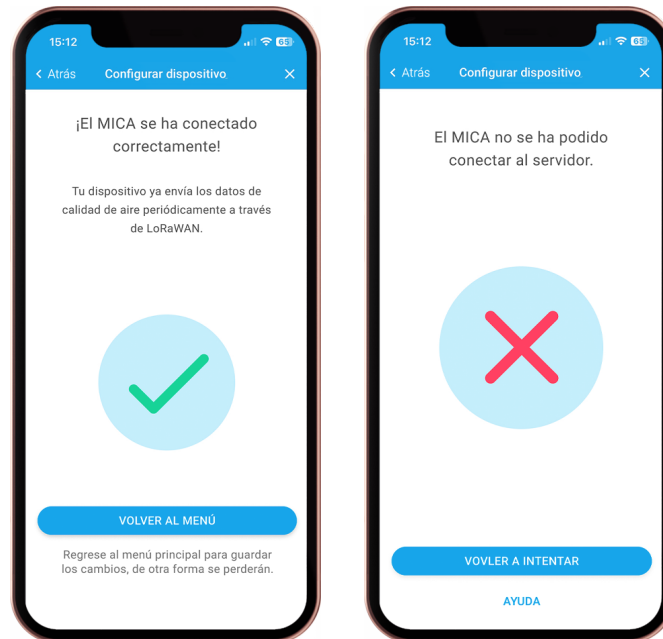 15:12
65
Atrás
Configurar dispositivo
¡El MICA se ha conectado
correctamente!
Tu dispositivo ya envía los datos de
calidad de aire periódicamente a través
de LoRaWAN.
VOLVER AL MENÚ
Regrese al menú principal para guardar
los cambios, de otra forma se perderán.
15:12
65
Atrás
Configurar dispositivo
El MICA no se ha podido
conectar al servidor.
VOVLER A INTENTAR
AYUDA